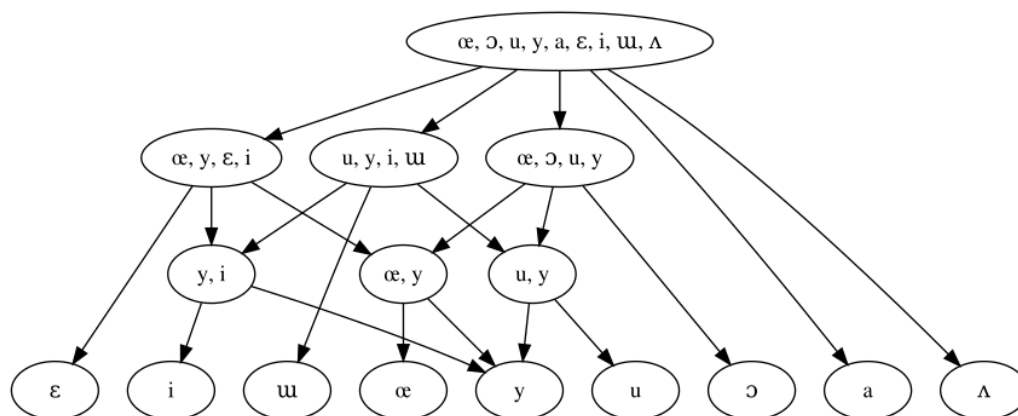 œ, ɔ, u, y, a, ɛ, i, ɯ, ʌ
œ, y, ɛ, i
u, y, i, ɯ
œ, ɔ, u, y
y, i
œ, y
u, y
ɛ
i
ɯ
œ
y
u
ɔ
a
ʌ